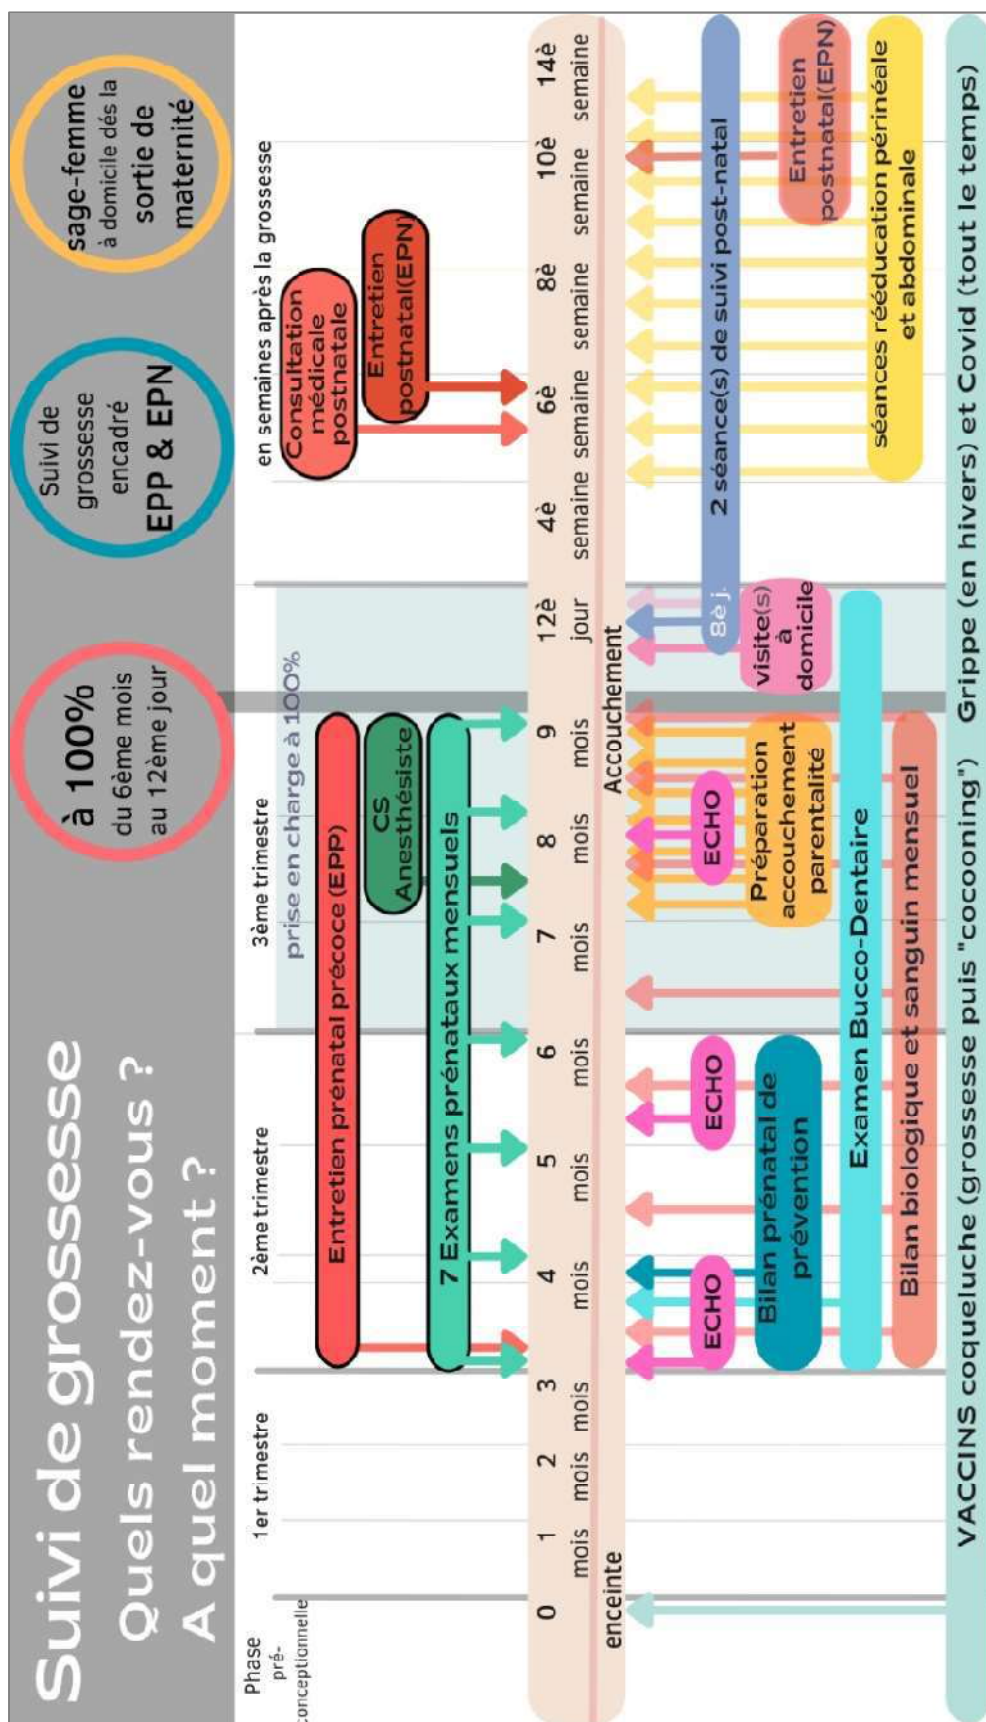 Suivi de grossesse
Quels rendez-vous ?
A quel moment ?
à 100%
du 6ème mois
au 12ème jour
Suivi de
grossesse
encadré
EPP & EPN
sage-femme
à domicile dés la
sortie de
maternité
Phase
pré-
conceptionnelle
1er trimestre
2ème trimestre
3ème trimestre
en semaines après la grossesse
prise en charge à 100%
Entretien prénatal précoce (EPP)
CS
Anesthésiste
7 Examens prénataux mensuels
Consultation
médicale
postnatale
Entretien
postnatal(EPN)
0
1
mois
2
mois
3
mois
4
mois
5
mois
6
mois
7
mois
8
mois
9
mois
12è
jour
4è
semaine
6è
semaine
8è
semaine
10è
semaine
14è
semaine
enceinte
Accouchement
ECHO
ECHO
ECHO
8è j.
2 séance(s) de suivi post-natal
Bilan prénatal de
prévention
Préparation
accouchement
parentalité
visite(s)
à
domicile
Entretien
postnatal(EPN)
Examen Bucco-Dentaire
séances rééducation périnéale
et abdominale
Bilan biologique et sanguin mensuel
VACCINS coqueluche (grossesse puis "cocooning") Grippe (en hivers) et Covid (tout le temps)